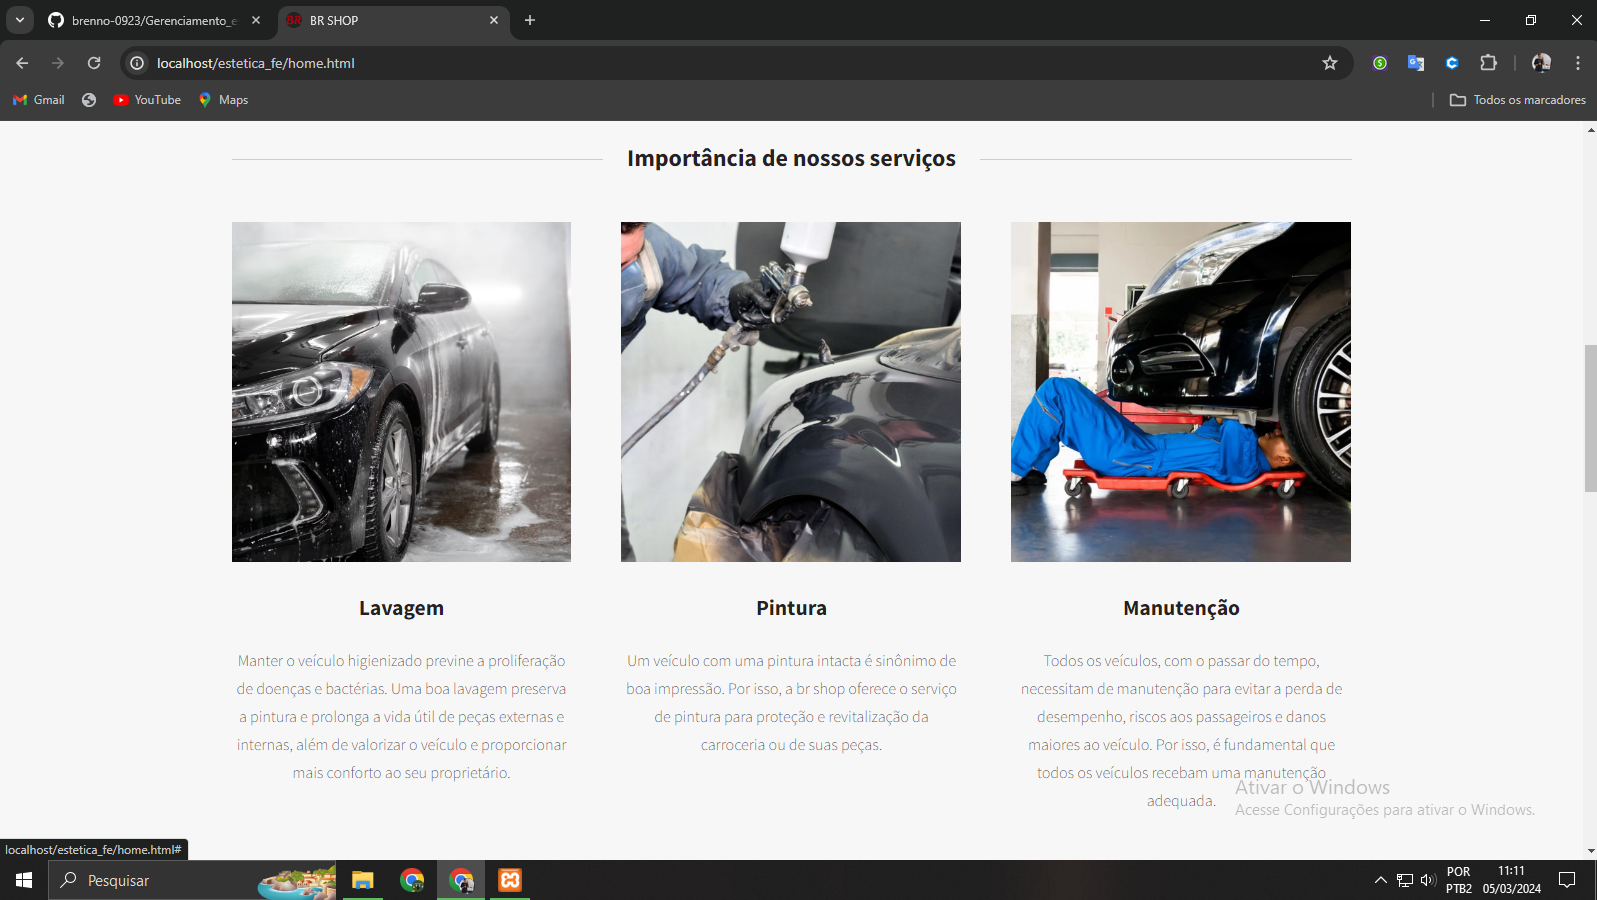 brenno-0923/Gerenciamento_e
BR BR SHOP
localhost/estetica_fe/home.html
Gmail
YouTube
Maps
Todos os marcadores
Importância de nossos serviços
Lavagem
Manter o veículo higienizado previne a proliferação
de doenças e bactérias. Uma boa lavagem preserva
a pintura e prolonga a vida útil de peças externas e
internas, além de valorizar o veículo e proporcionar
mais conforto ao seu proprietário.
Pintura
Um veículo com uma pintura intacta é sinônimo de
boa impressão. Por isso, a br shop oferece o serviço
de pintura para proteção e revitalização da
carroceria ou de suas peças.
Manutenção
Todos os veículos, com o passar do tempo,
necessitam de manutenção para evitar a perda de
desempenho, riscos aos passageiros e danos
maiores ao veículo. Por isso, é fundamental que
todos os veículos recebam uma manutenção
adequada.
Ativar o Windows
Acesse Configurações para ativar o Windows.
localhost/estetica_fe/home.html#
Pesquisar
POR
PTB2
11:11
05/03/2024